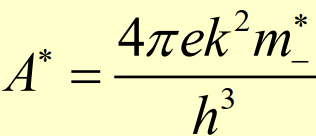 A* = 4πek²m₋* / h³